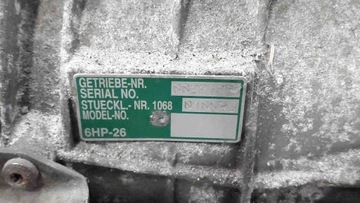 GETRIEBE-NR.
SERIAL NO.
STUECKL.- NR. 1068
MODEL-NO.
6HP-26